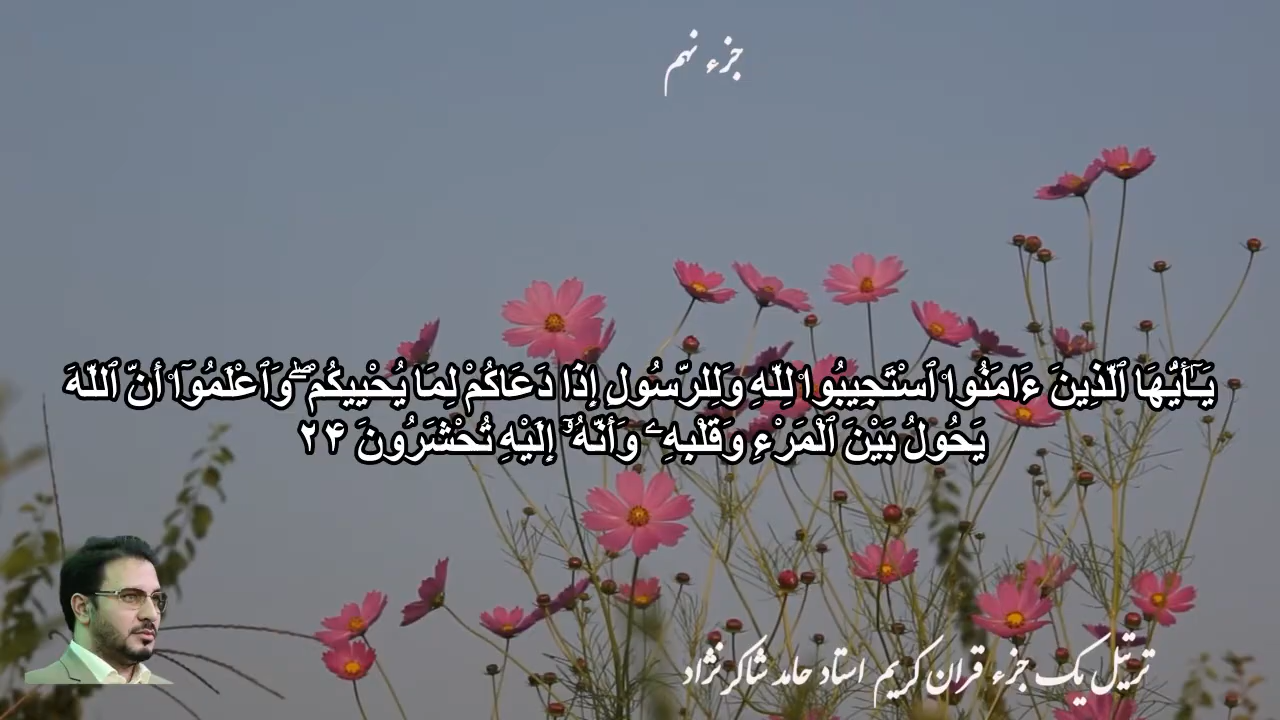 جزء نهم
يَـٰٓأَيُّهَا ٱلَّذِينَ ءَامَنُوا۟ ٱسْتَجِيبُوا۟ لِلَّهِ وَلِلرَّسُولِ إِذَا دَعَاكُمْ لِمَا يُحْيِيكُمْ ۖ وَٱعْلَمُوٓا۟ أَنَّ ٱللَّهَ
يَحُولُ بَيْنَ ٱلْمَرْءِ وَقَلْبِهِۦ وَأَنَّهُۥٓ إِلَيْهِ تُحْشَرُونَ ۲۴
ترتیل یک جزء قران کریم استاد حامد شاکرنژاد